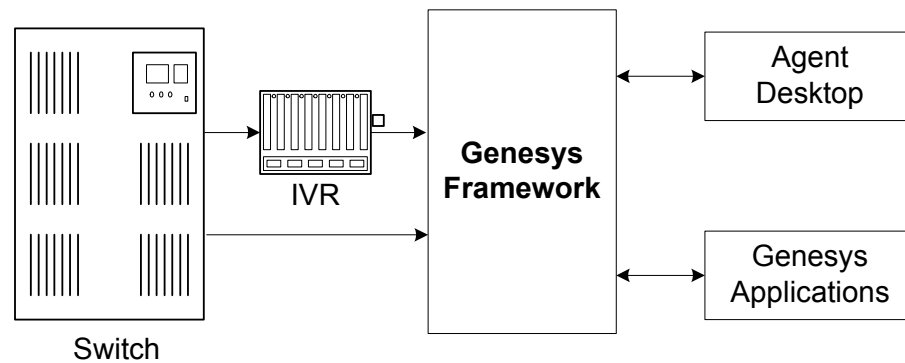 Switch
IVR
Genesys
Framework
Agent
Desktop
Genesys
Applications